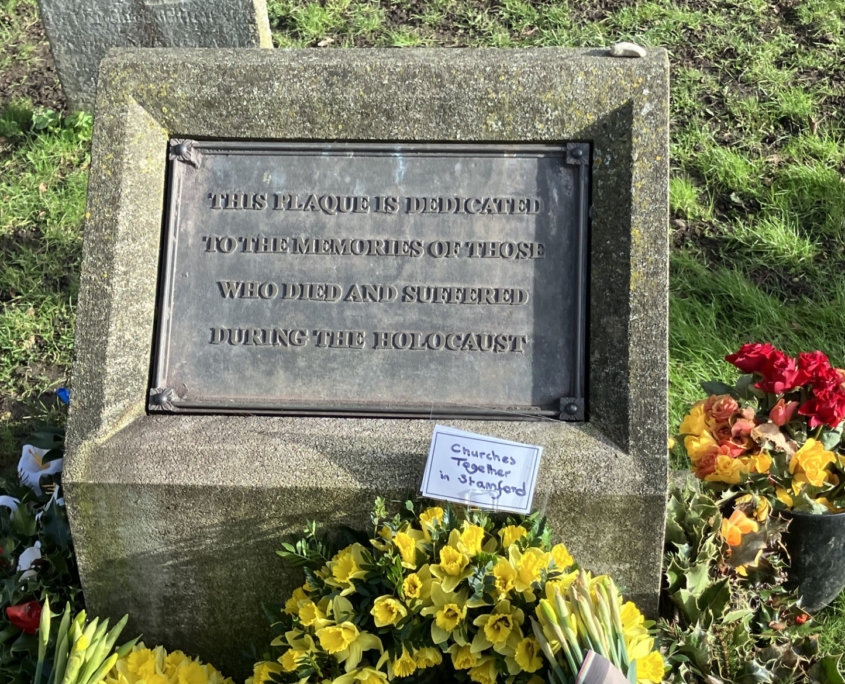 THIS PLAQUE IS DEDICATED
TO THE MEMORIES OF THOSE
WHO DIED AND SUFFERED
DURING THE HOLOCAUST
Churches
Together
in Stamford